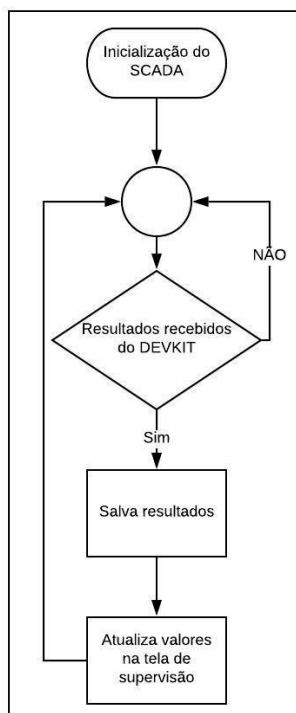 Inicialização do
SCADA
NÃO
Resultados recebidos
do DEVKIT
Sim
Salva resultados
Atualiza valores
na tela de
supervisão